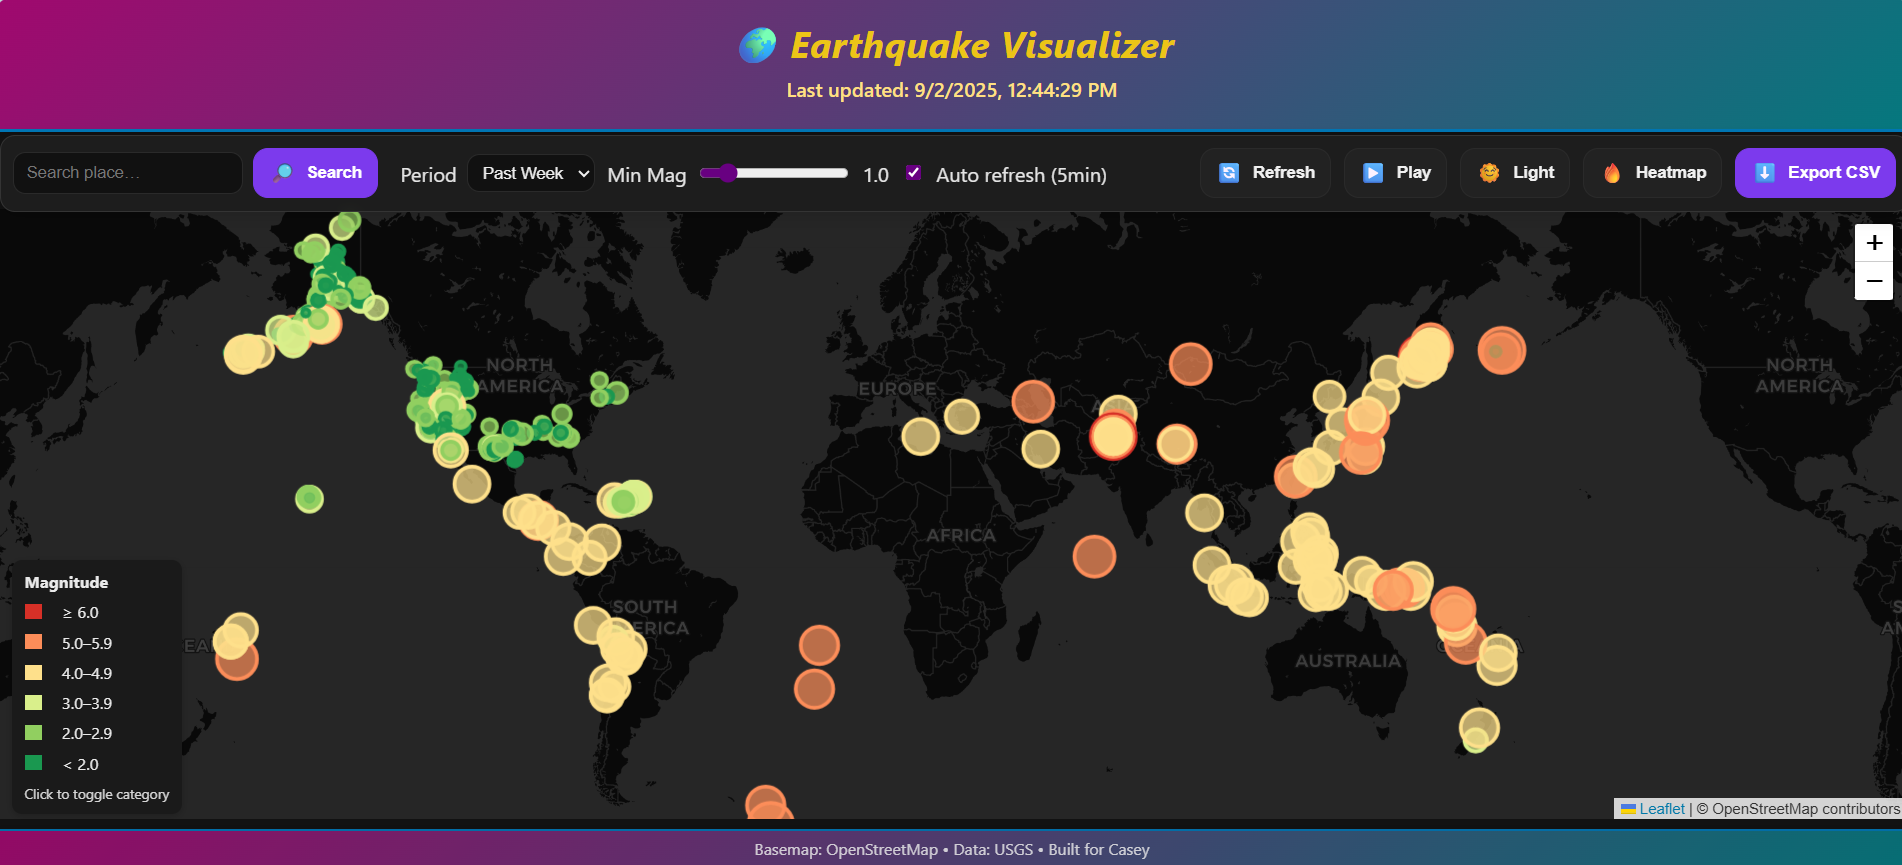 Earthquake Visualizer
Last updated: 9/2/2025, 12:44:29 PM
Search place...
Search
Period
Past Week
Min Mag
1.0
Auto refresh (5min)
Refresh
Play
Light
Heatmap
Export CSV
+
−
NORTH
AMERICA
EUROPE
ASIA
NORTH
AMERICA
AFRICA
SOUTH
ERICA
AUSTRALIA
Magnitude
≥ 6.0
5.0–5.9
4.0–4.9
3.0–3.9
2.0–2.9
< 2.0
Click to toggle category
Leaflet | © OpenStreetMap contributors
Basemap: OpenStreetMap • Data: USGS • Built for Casey